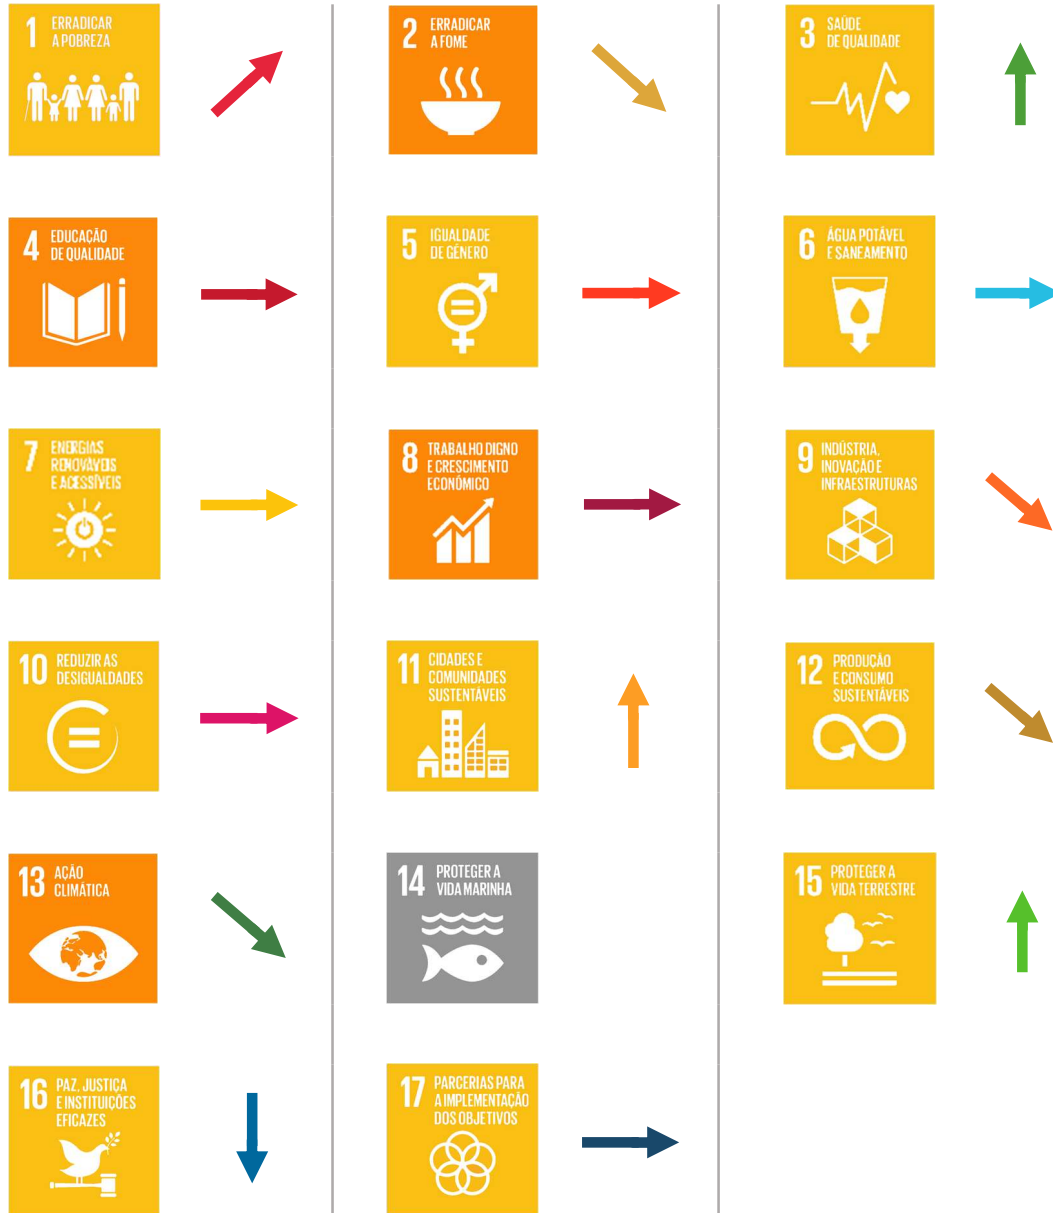 1 ERRADICAR
A POBREZA
2 ERRADICAR
A FOME
3 SAÚDE
DE QUALIDADE
4 EDUCAÇÃO
DE QUALIDADE
5 IGUALDADE
DE GÉNERO
6 ÁGUA POTÁVEL
E SANEAMENTO
7 ENERGIAS
RENOVÁVEIS
E ACESSÍVEIS
8 TRABALHO DIGNO
E CRESCIMENTO
ECONÓMICO
9 INDÚSTRIA,
INOVAÇÃO E
INFRAESTRUTURAS
10 REDUZIR AS
DESIGUALDADES
11 CIDADES E
COMUNIDADES
SUSTENTÁVEIS
12 PRODUÇÃO
E CONSUMO
SUSTENTÁVEIS
13 AÇÃO
CLIMÁTICA
14 PROTEGER A
VIDA MARINHA
15 PROTEGER A
VIDA TERRESTRE
16 PAZ, JUSTIÇA
E INSTITUIÇÕES
EFICAZES
17 PARCERIAS PARA
A IMPLEMENTAÇÃO
DOS OBJETIVOS